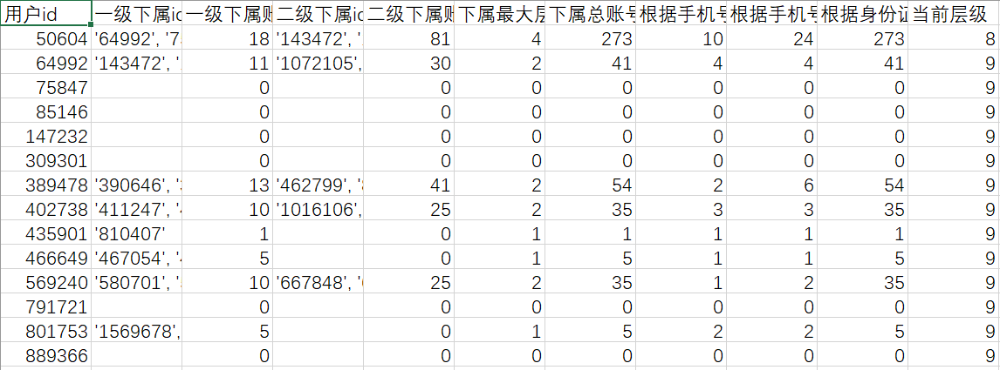 用户id 一级下属id 一级下属账 二级下属id 二级下属账 下属最大层 下属总账号 根据手机号 根据手机号 根据身份证 当前层级
50604 '64992', '7 18 '143472', ' 81 4 273 10 24 273 8
64992 '143472', ' 11 '1072105', 30 2 41 4 4 41 9
75847 0 0 0 0 0 0 0 9
85146 0 0 0 0 0 0 0 9
147232 0 0 0 0 0 0 0 9
309301 0 0 0 0 0 0 0 9
389478 '390646', ' 13 '462799', ' 41 2 54 2 6 54 9
402738 '411247', ' 10 '1016106', 25 2 35 3 3 35 9
435901 '810407' 1 0 1 1 1 1 1 9
466649 '467054', ' 5 0 1 5 1 1 5 9
569240 '580701', ' 10 '667848', ' 25 2 35 1 2 35 9
791721 0 0 0 0 0 0 0 9
801753 '1569678', 5 0 1 5 2 2 5 9
889366 0 0 0 0 0 0 0 9